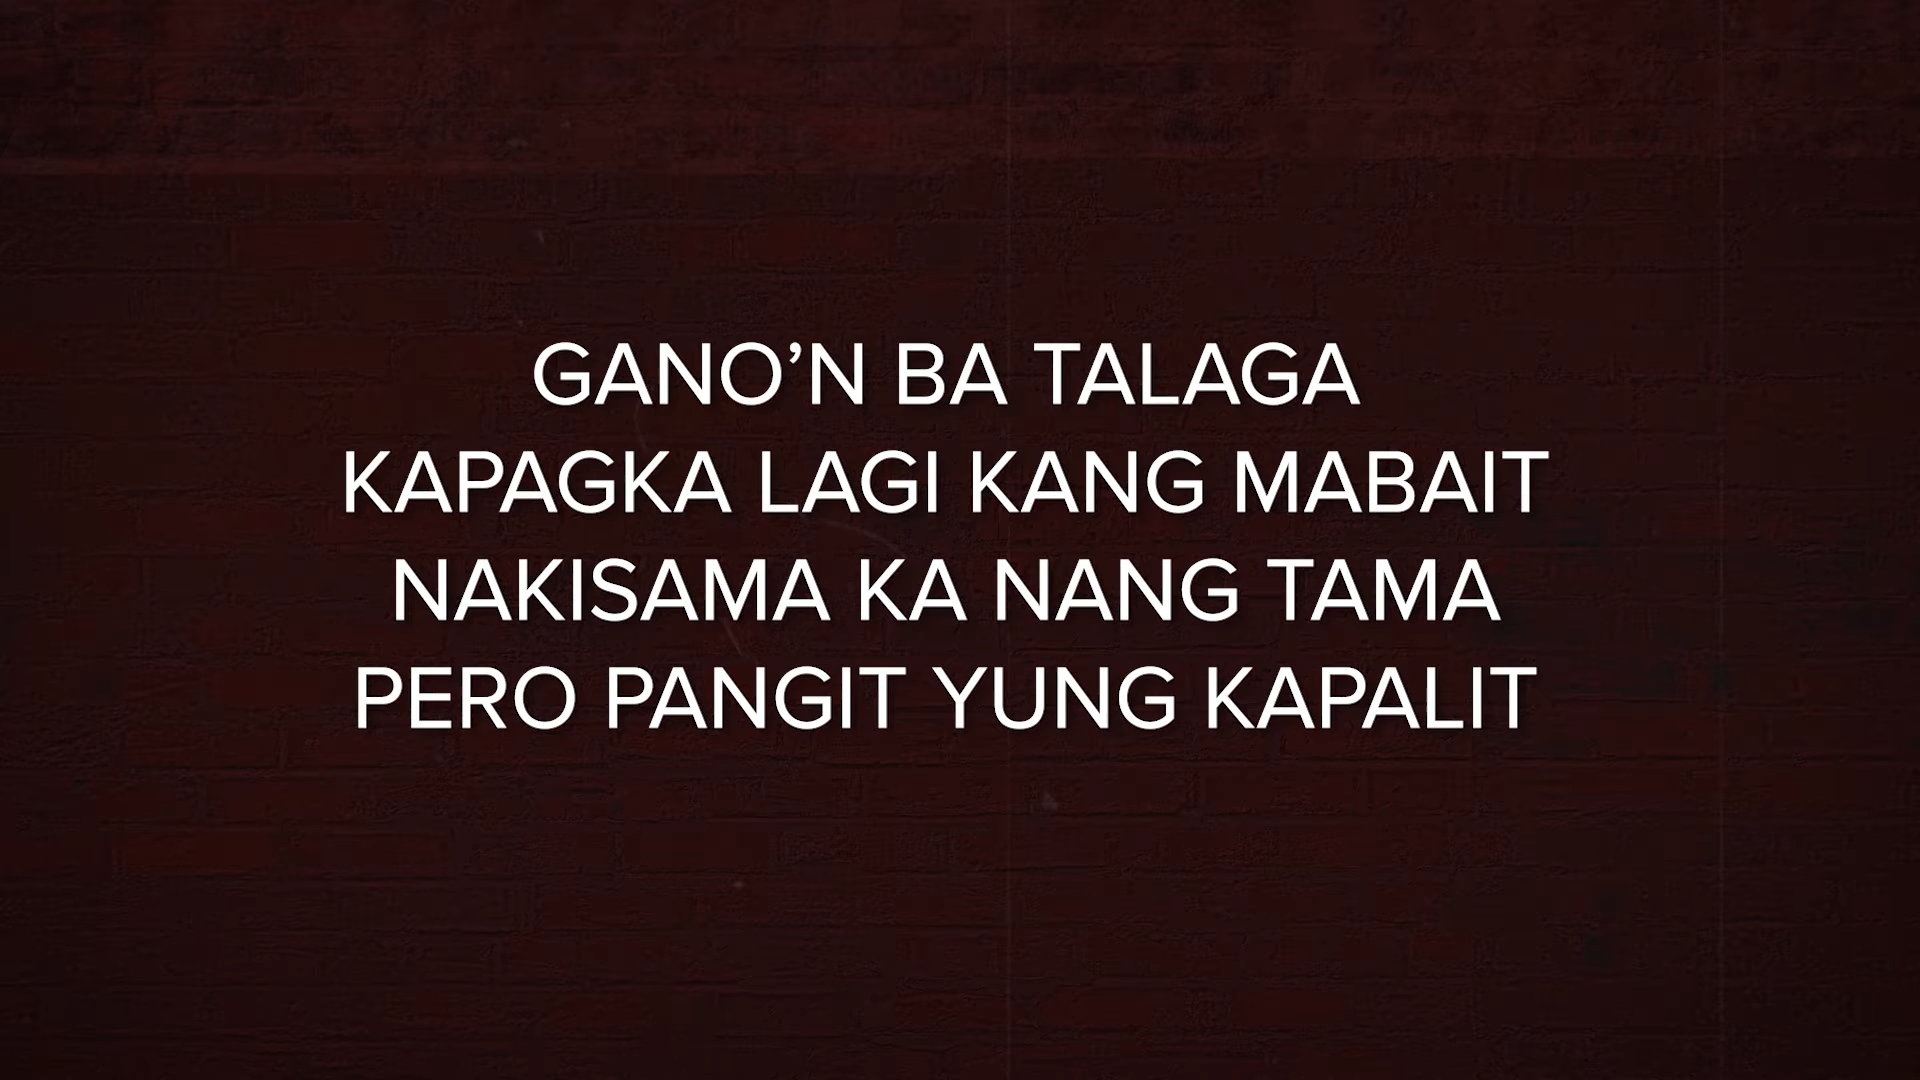 GANO’N BA TALAGA
KAPAGKA LAGI KANG MABAIT
NAKISAMA KA NANG TAMA
PERO PANGIT YUNG KAPALIT